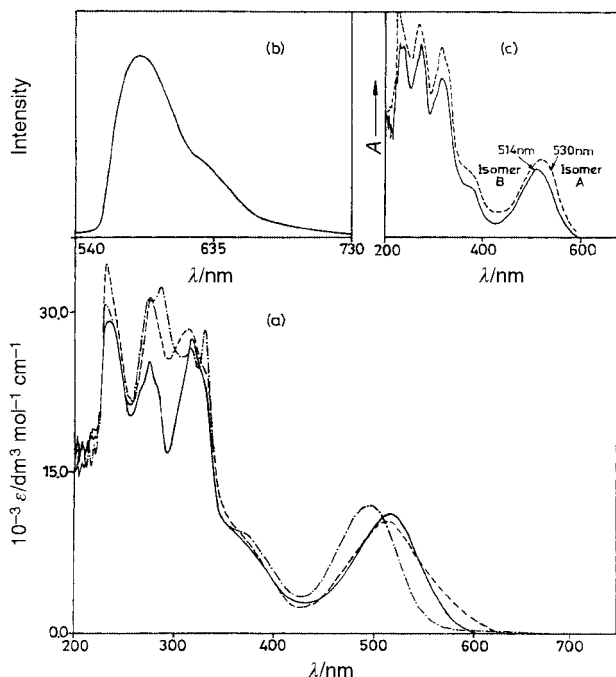 (b)
Intensity
540 635 730
λ/nm
(c)
A
514nm 530nm
Isomer B
Isomer A
200 400 600
λ/nm
(a)
30.0
15.0
0.0
10⁻³ ε/dm³ mol⁻¹ cm⁻¹
200 300 400 500 600 700
λ/nm